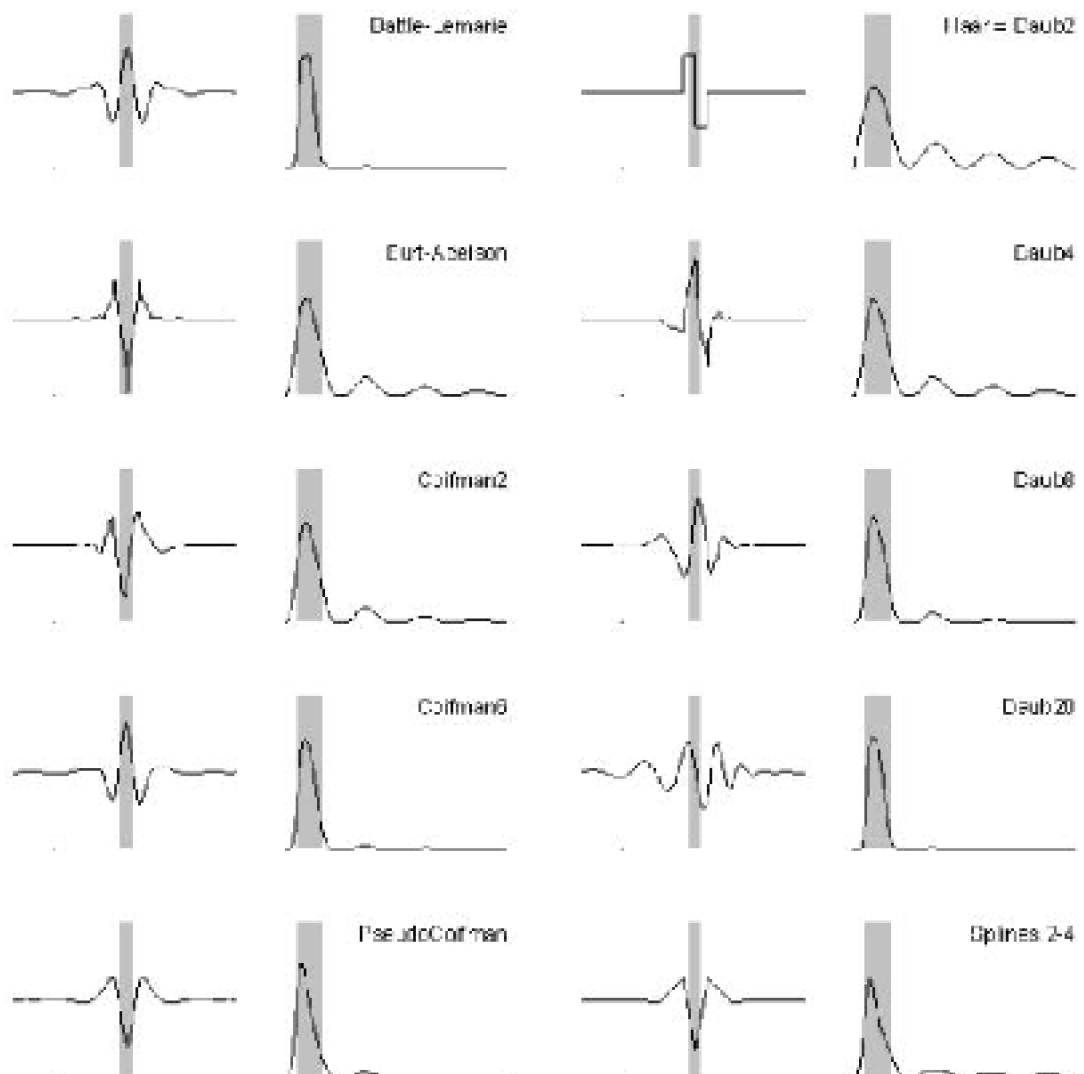 Battle-Lemarie
Haar = Daub2
Burt-Adelson
Daub4
Coifman2
Daub8
Coifman6
Daub20
PseudoCoifman
Splines 2-4